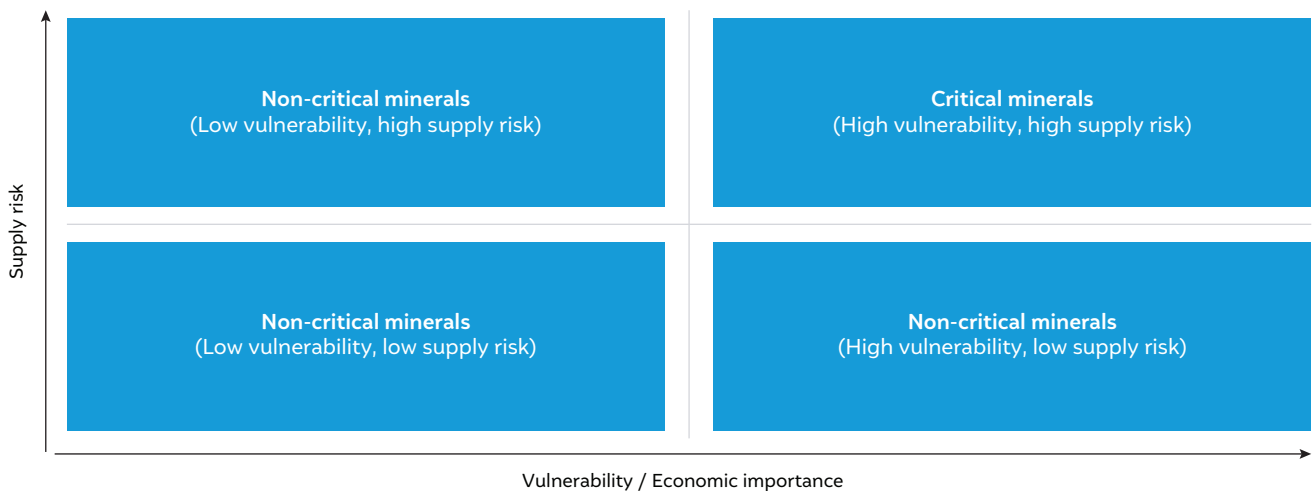 Supply risk
Non-critical minerals
(Low vulnerability, high supply risk)
Critical minerals
(High vulnerability, high supply risk)
Non-critical minerals
(Low vulnerability, low supply risk)
Non-critical minerals
(High vulnerability, low supply risk)
Vulnerability / Economic importance